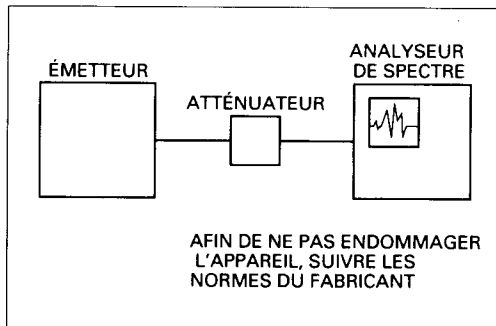 ÉMETTEUR
ATTÉNUATEUR
ANALYSEUR
DE SPECTRE
AFIN DE NE PAS ENDOMMAGER
L'APPAREIL, SUIVRE LES
NORMES DU FABRICANT